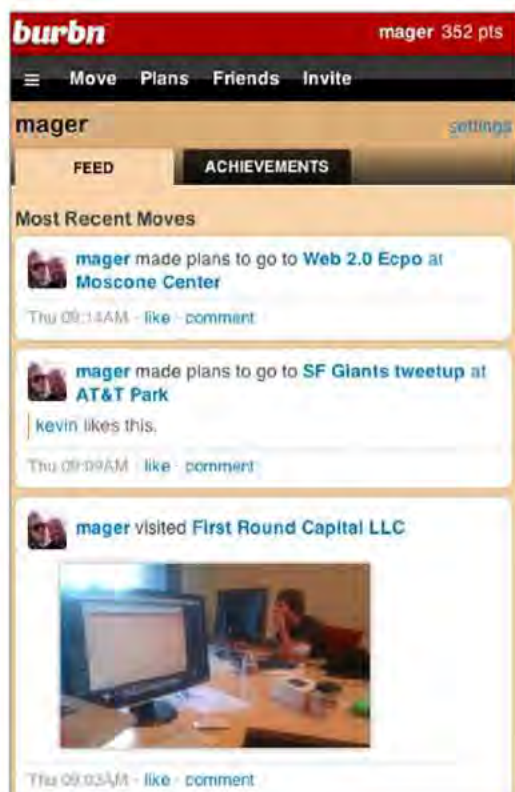 burbn
mager 352 pts
≡ Move Plans Friends Invite
mager
settings
FEED
ACHIEVEMENTS
Most Recent Moves
mager made plans to go to Web 2.0 Ecpo at
Moscone Center
Thu 09:14AM · like · comment
mager made plans to go to SF Giants tweetup at
AT&T Park
kevin likes this.
Thu 09:09AM · like · comment
mager visited First Round Capital LLC
Thu 09:03AM · like · comment